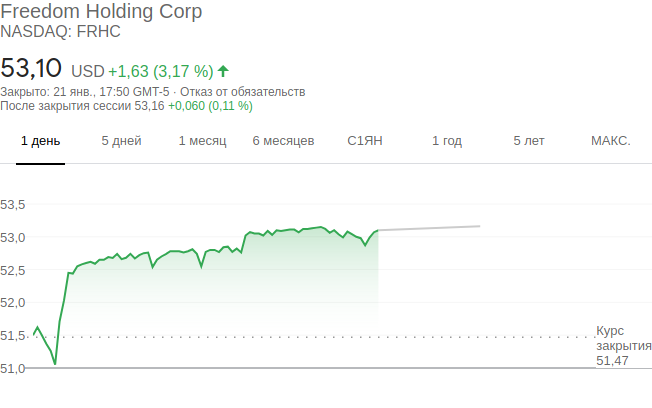 Freedom Holding Corp
NASDAQ: FRHC
53,10 USD +1,63 (3,17 %)
Закрыто: 21 янв., 17:50 GMT-5 · Отказ от обязательств
После закрытия сессии 53,16 +0,060 (0,11 %)
1 день 5 дней 1 месяц 6 месяцев С1ЯН 1 год 5 лет МАКС.
53,5
53,0
52,5
52,0
51,5
51,0
Курс
закрытия
51,47